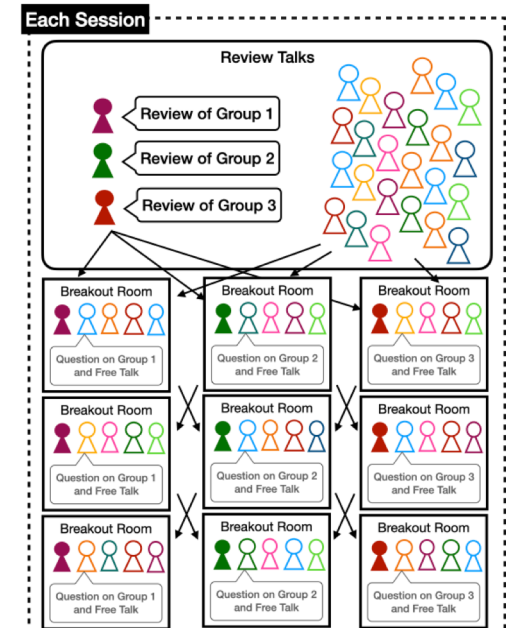 Each Session
Review Talks
Review of Group 1
Review of Group 2
Review of Group 3
Breakout Room
Question on Group 1
and Free Talk
Breakout Room
Question on Group 2
and Free Talk
Breakout Room
Question on Group 3
and Free Talk
Breakout Room
Question on Group 1
and Free Talk
Breakout Room
Question on Group 2
and Free Talk
Breakout Room
Question on Group 3
and Free Talk
Breakout Room
Question on Group 1
and Free Talk
Breakout Room
Question on Group 2
and Free Talk
Breakout Room
Question on Group 3
and Free Talk